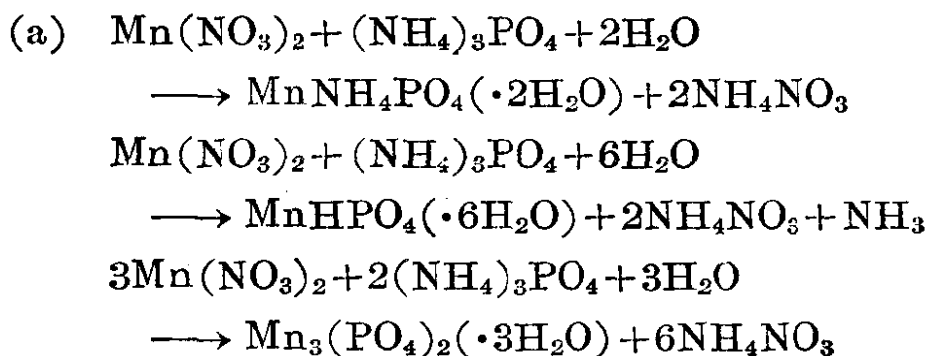 (a) Mn(NO₃)₂+(NH₄)₃PO₄+2H₂O
⟶ MnNH₄PO₄(·2H₂O)+2NH₄NO₃
Mn(NO₃)₂+(NH₄)₃PO₄+6H₂O
⟶ MnHPO₄(·6H₂O)+2NH₄NO₃+NH₃
3Mn(NO₃)₂+2(NH₄)₃PO₄+3H₂O
⟶ Mn₃(PO₄)₂(·3H₂O)+6NH₄NO₃